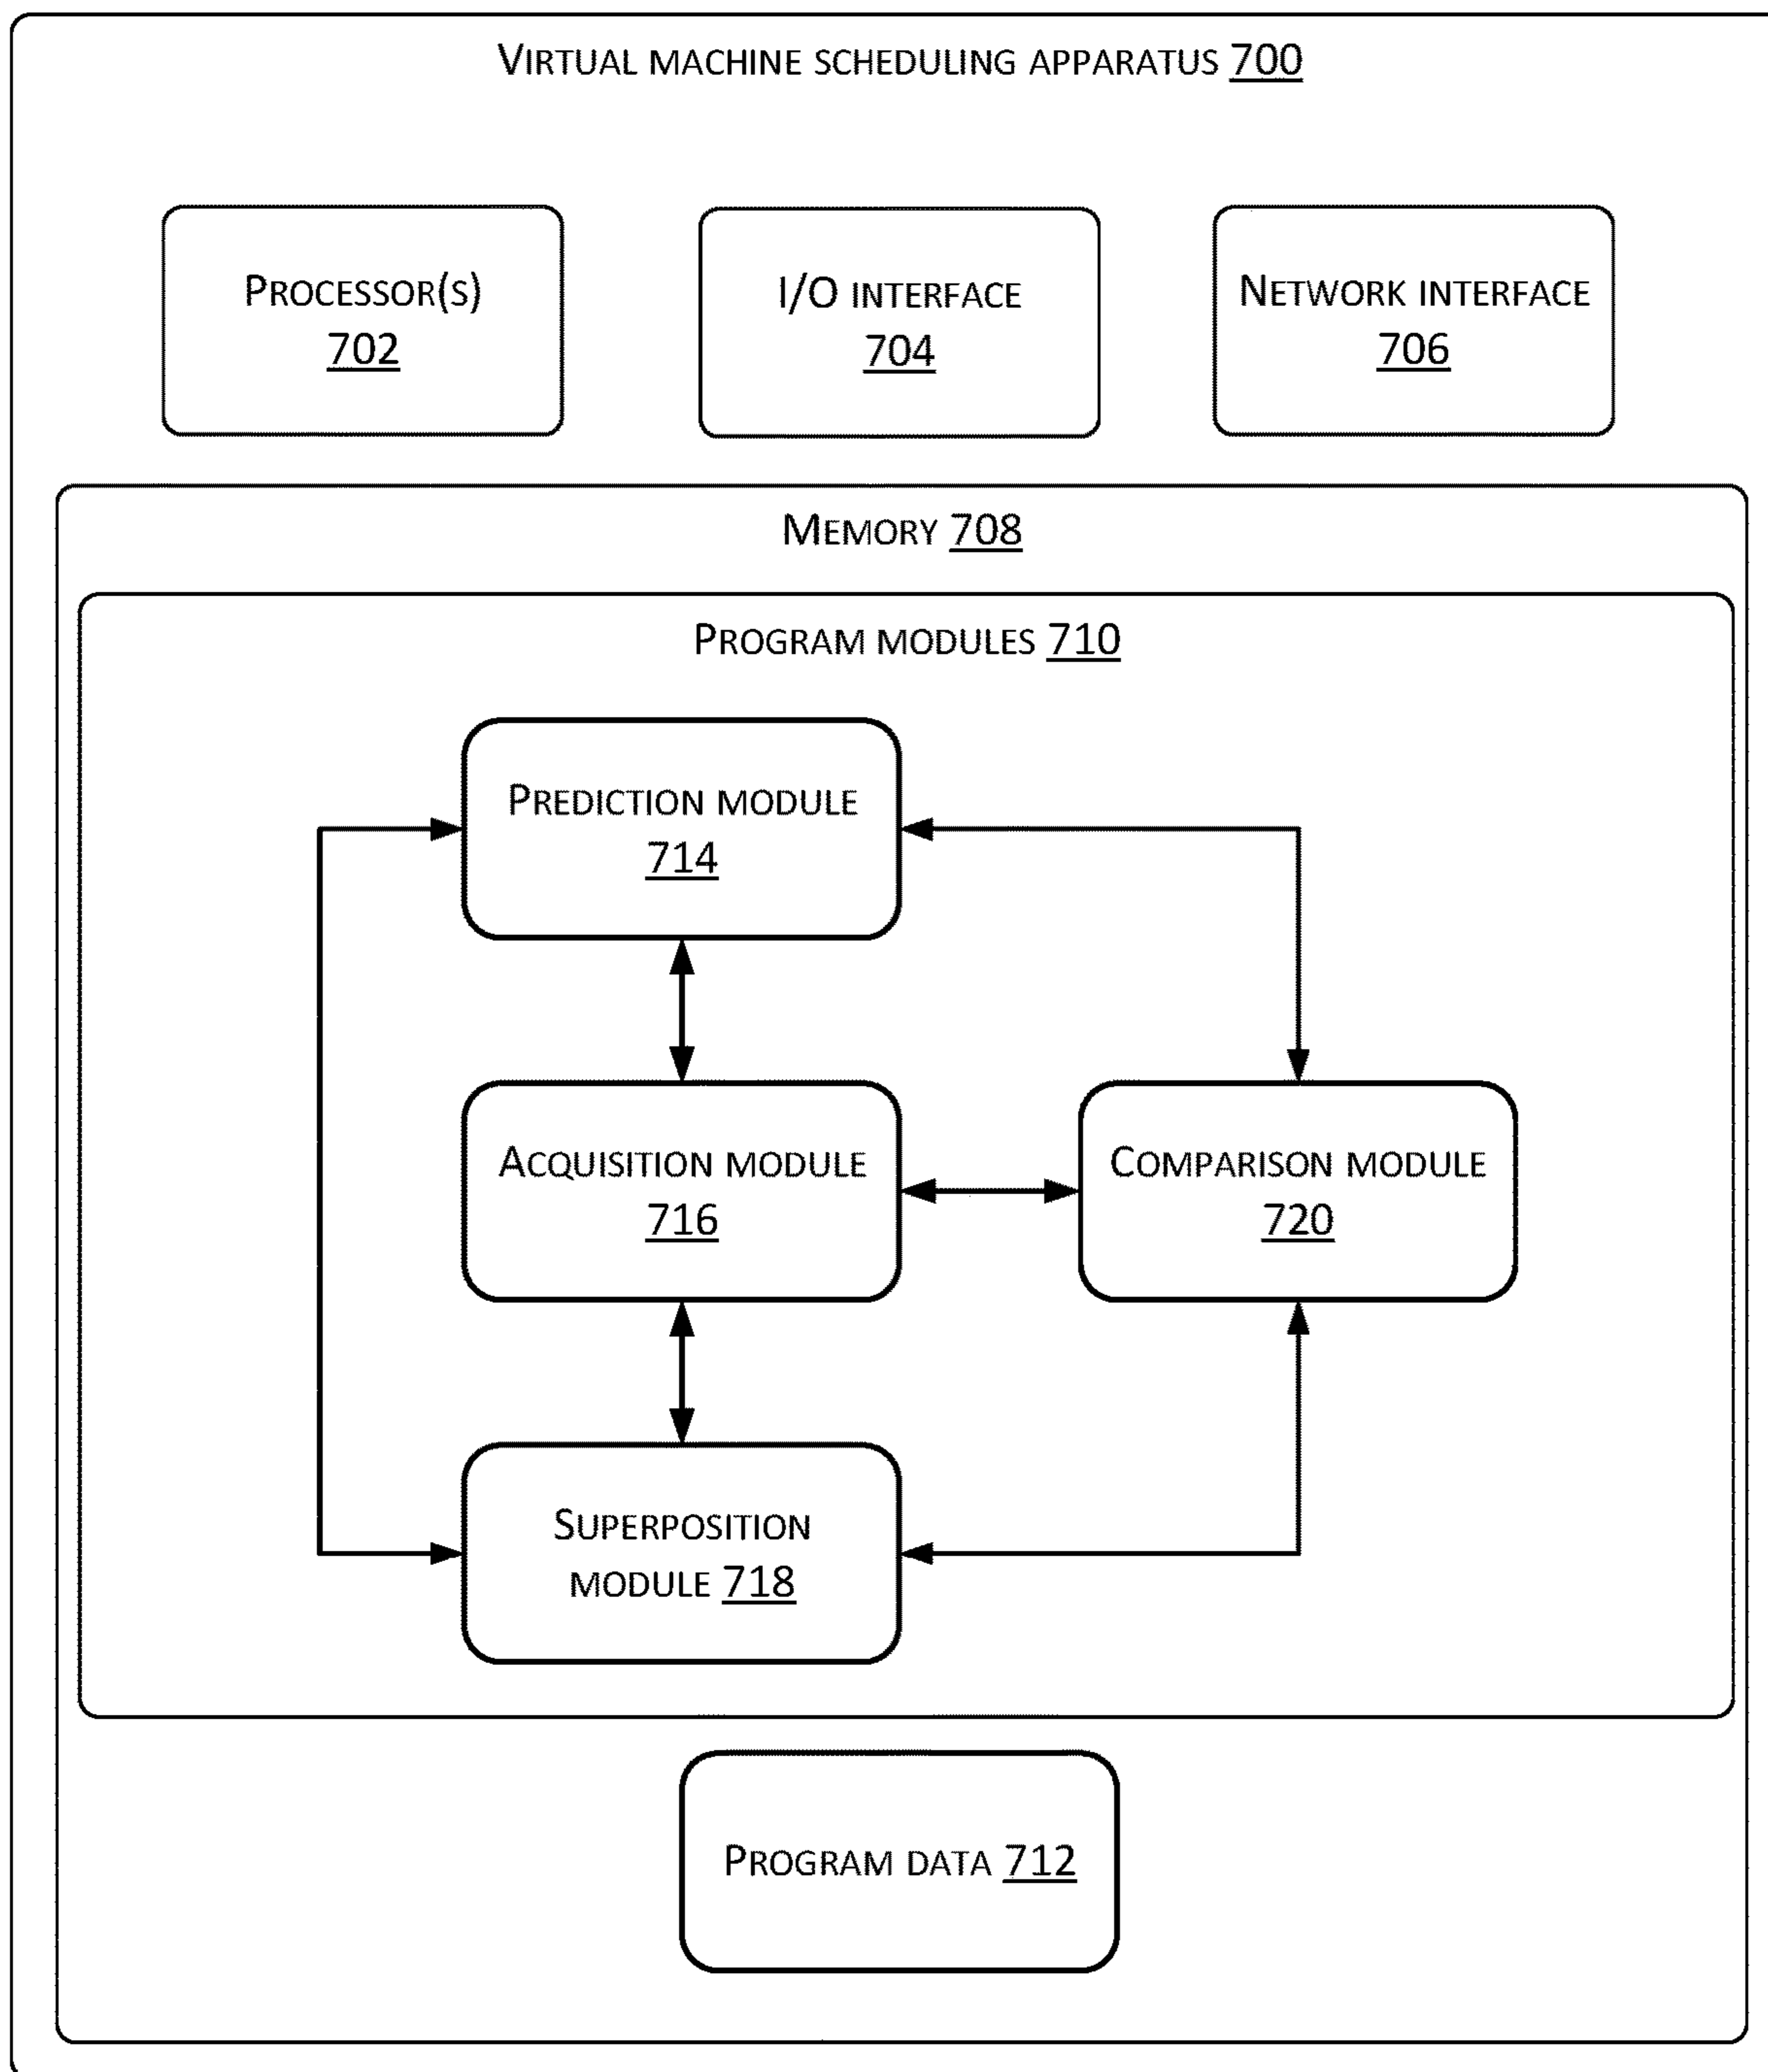 VIRTUAL MACHINE SCHEDULING APPARATUS 700
PROCESSOR(S)
702
I/O INTERFACE
704
NETWORK INTERFACE
706
MEMORY 708
PROGRAM MODULES 710
PREDICTION MODULE
714
ACQUISITION MODULE
716
COMPARISON MODULE
720
SUPERPOSITION
MODULE 718
PROGRAM DATA 712